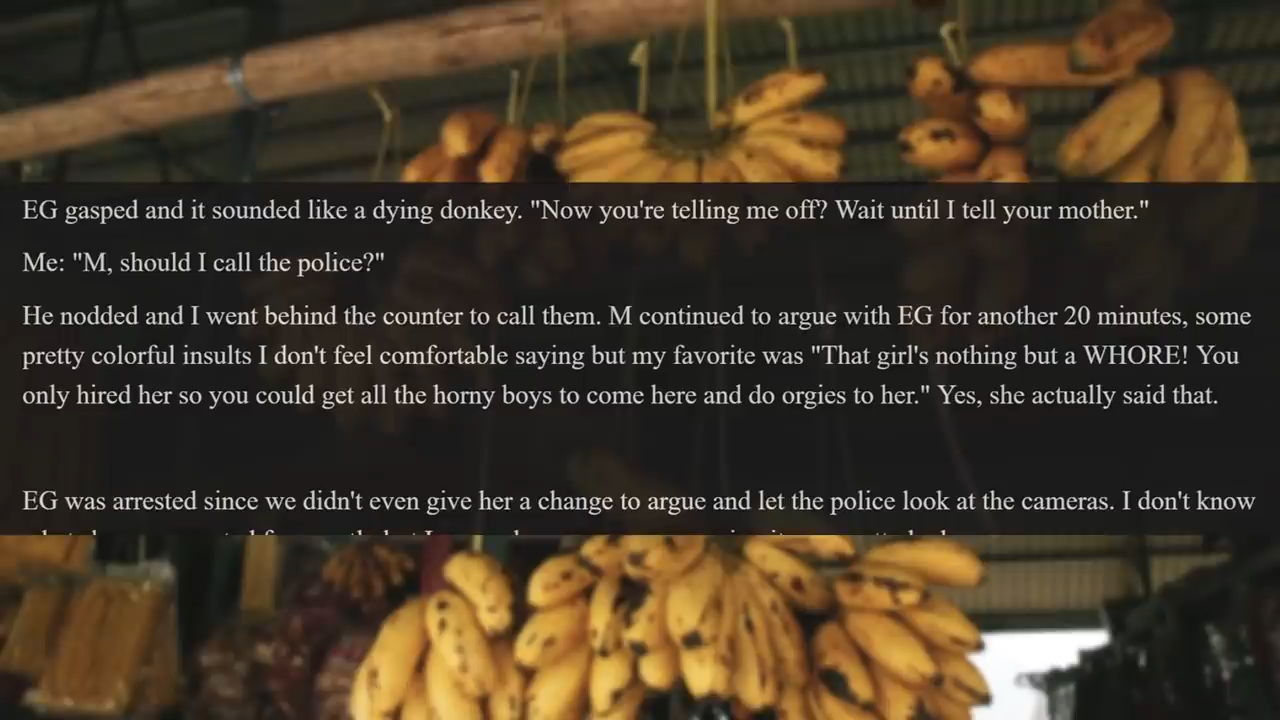 EG gasped and it sounded like a dying donkey. "Now you're telling me off? Wait until I tell your mother."
Me: "M, should I call the police?"
He nodded and I went behind the counter to call them. M continued to argue with EG for another 20 minutes, some
pretty colorful insults I don't feel comfortable saying but my favorite was "That girl's nothing but a WHORE! You
only hired her so you could get all the horny boys to come here and do orgies to her." Yes, she actually said that.
EG was arrested since we didn't even give her a change to argue and let the police look at the cameras. I don't know